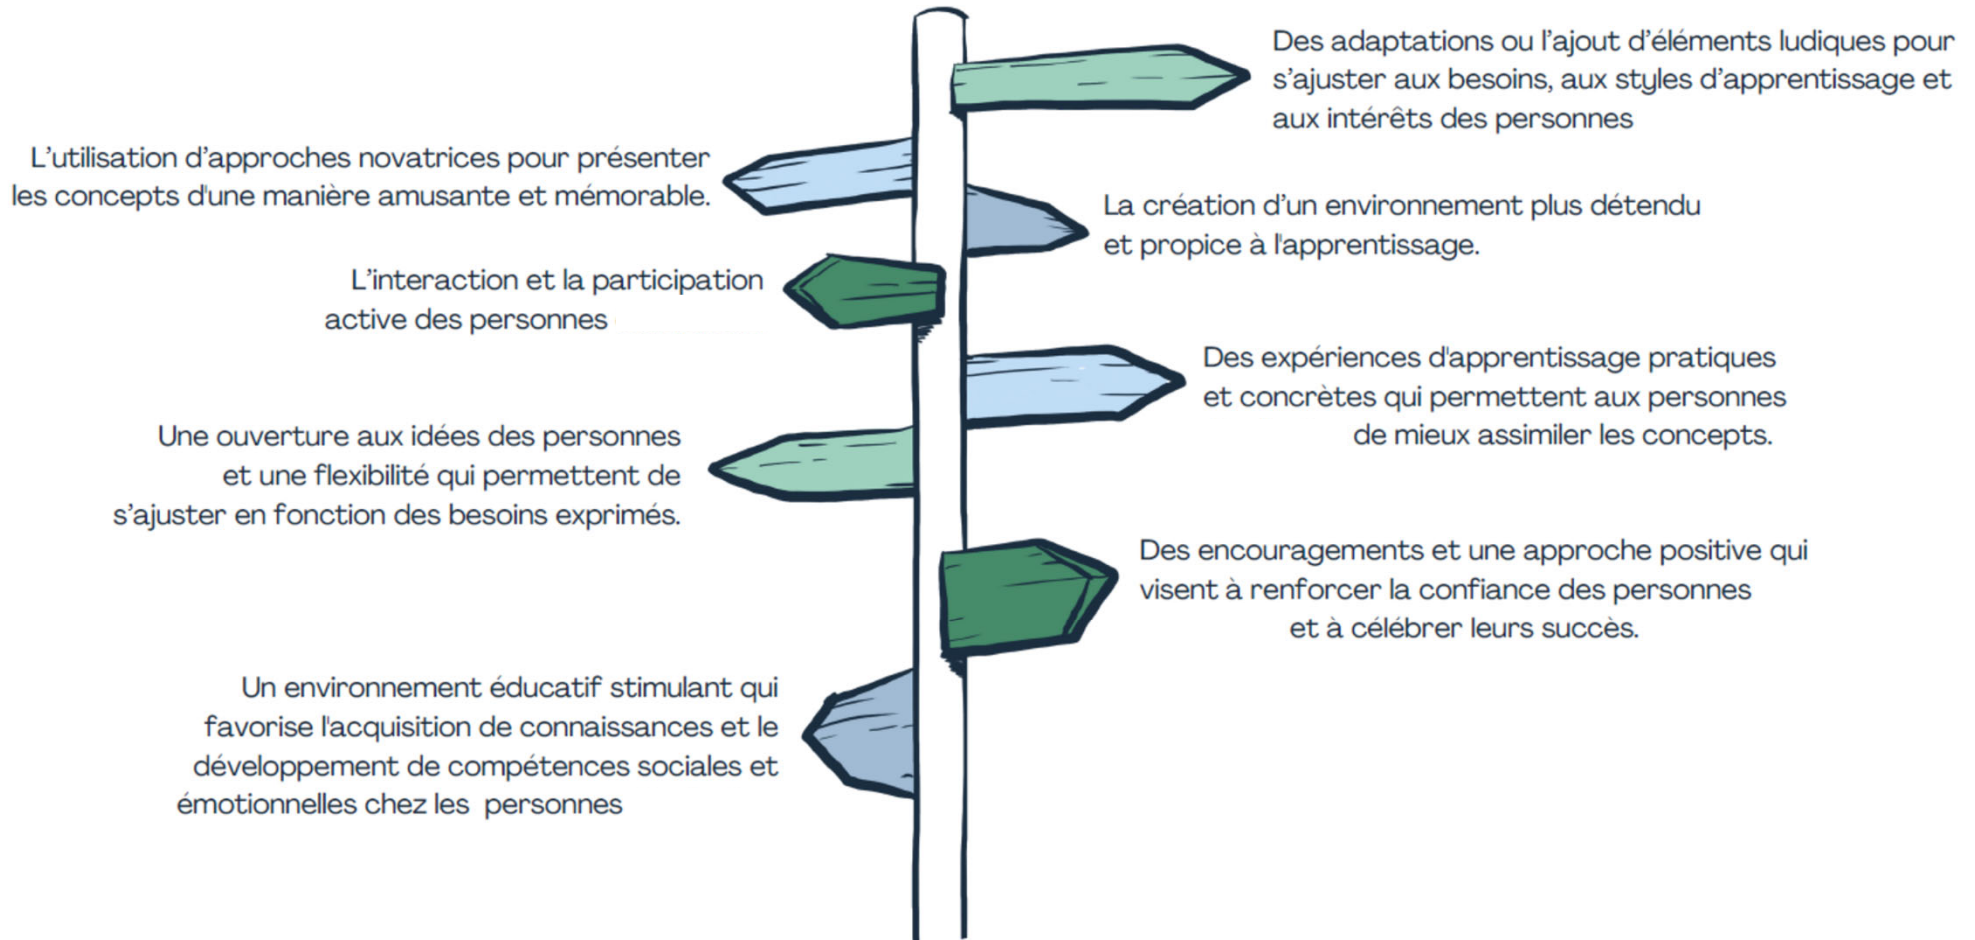 Des adaptations ou l’ajout d’éléments ludiques pour
s’ajuster aux besoins, aux styles d’apprentissage et
aux intérêts des personnes
L’utilisation d’approches novatrices pour présenter
les concepts d'une manière amusante et mémorable.
La création d’un environnement plus détendu
et propice à l'apprentissage.
L’interaction et la participation
active des personnes
Des expériences d'apprentissage pratiques
et concrètes qui permettent aux personnes
de mieux assimiler les concepts.
Une ouverture aux idées des personnes
et une flexibilité qui permettent de
s’ajuster en fonction des besoins exprimés.
Des encouragements et une approche positive qui
visent à renforcer la confiance des personnes
et à célébrer leurs succès.
Un environnement éducatif stimulant qui
favorise l'acquisition de connaissances et le
développement de compétences sociales et
émotionnelles chez les personnes